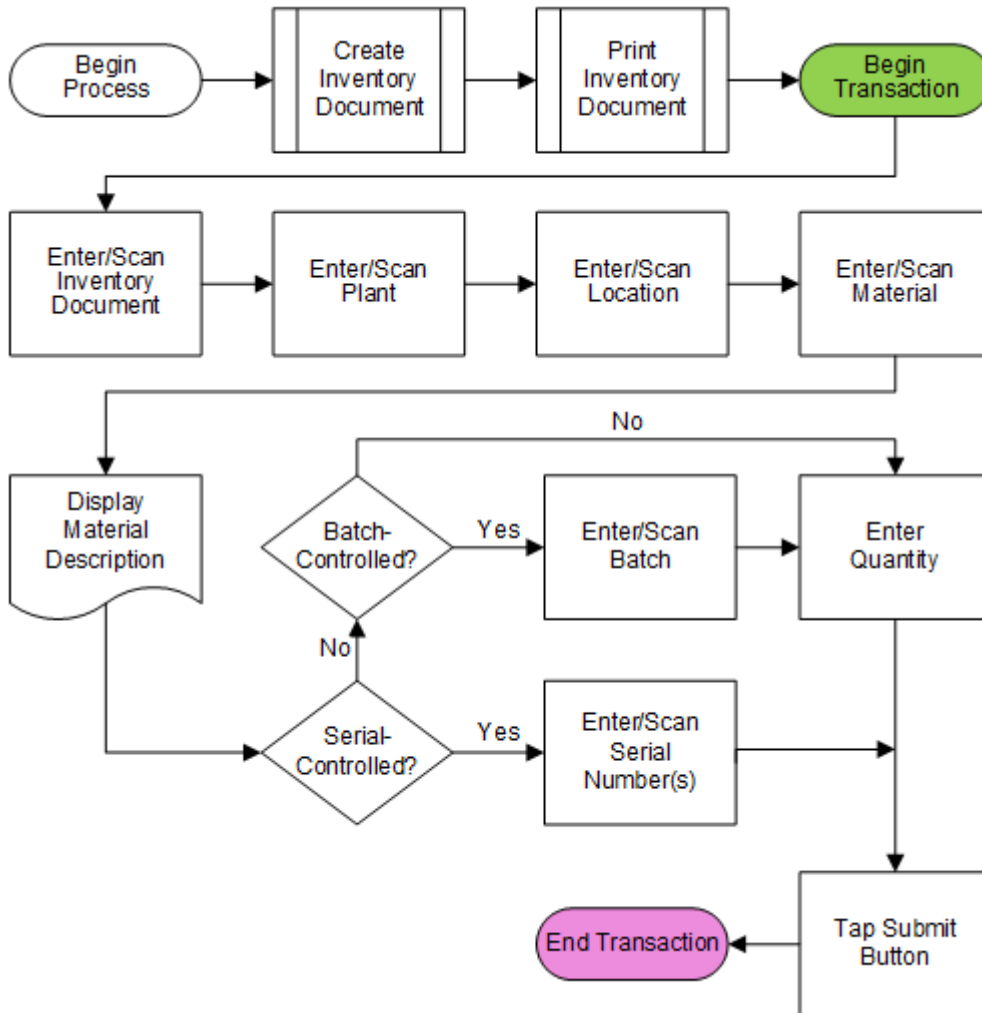 Begin
Process
Create
Inventory
Document
Print
Inventory
Document
Begin
Transaction
Enter/Scan
Inventory
Document
Enter/Scan
Plant
Enter/Scan
Location
Enter/Scan
Material
No
Display
Material
Description
Batch-
Controlled?
Yes
Enter/Scan
Batch
Enter
Quantity
No
Serial-
Controlled?
Yes
Enter/Scan
Serial
Number(s)
End Transaction
Tap Submit
Button